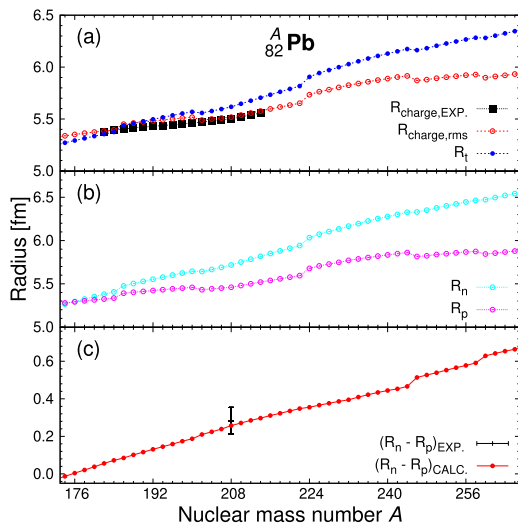 (a)
A
82 Pb
6.5
6.0
5.5
5.0
R_charge,EXP.
R_charge,rms
R_t
(b)
6.5
6.0
5.5
5.0
R_n
R_p
Radius [fm]
(c)
0.6
0.4
0.2
0.0
(R_n - R_p)_EXP.
(R_n - R_p)_CALC.
176 192 208 224 240 256
Nuclear mass number A